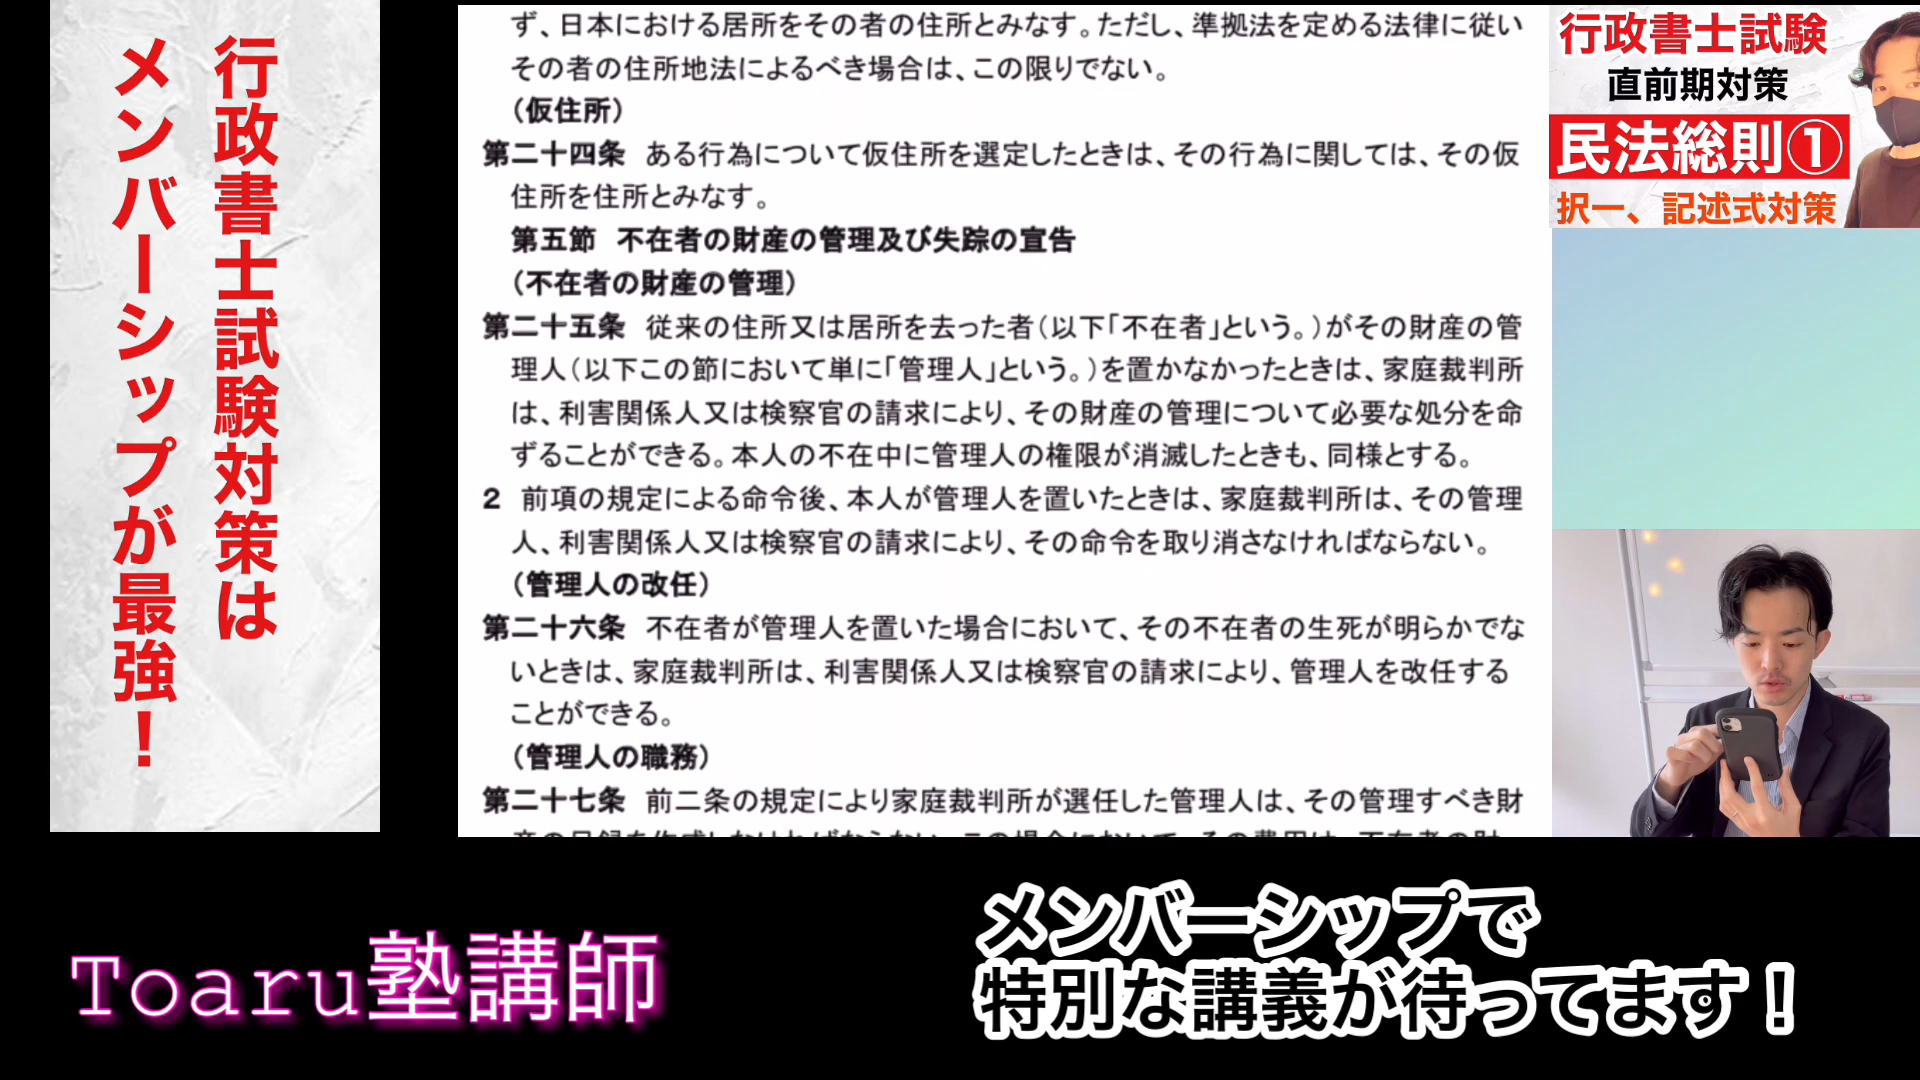 行政書士試験対策は
メンバーシップが最強！
ず、日本における居所をその者の住所とみなす。ただし、準拠法を定める法律に従い
その者の住所地法によるべき場合は、この限りでない。
（仮住所）
第二十四条 ある行為について仮住所を選定したときは、その行為に関しては、その仮
住所を住所とみなす。
第五節 不在者の財産の管理及び失踪の宣告
（不在者の財産の管理）
第二十五条 従来の住所又は居所を去った者（以下「不在者」という。）がその財産の管
理人（以下この節において単に「管理人」という。）を置かなかったときは、家庭裁判所
は、利害関係人又は検察官の請求により、その財産の管理について必要な処分を命
ずることができる。本人の不在中に管理人の権限が消滅したときも、同様とする。
2 前項の規定による命令後、本人が管理人を置いたときは、家庭裁判所は、その管理
人、利害関係人又は検察官の請求により、その命令を取り消さなければならない。
（管理人の改任）
第二十六条 不在者が管理人を置いた場合において、その不在者の生死が明らかでな
いときは、家庭裁判所は、利害関係人又は検察官の請求により、管理人を改任する
ことができる。
（管理人の職務）
第二十七条 前二条の規定により家庭裁判所が選任した管理人は、その管理すべき財
行政書士試験
直前期対策
民法総則①
択一、記述式対策
Toaru塾講師
メンバーシップで
特別な講義が待ってます！